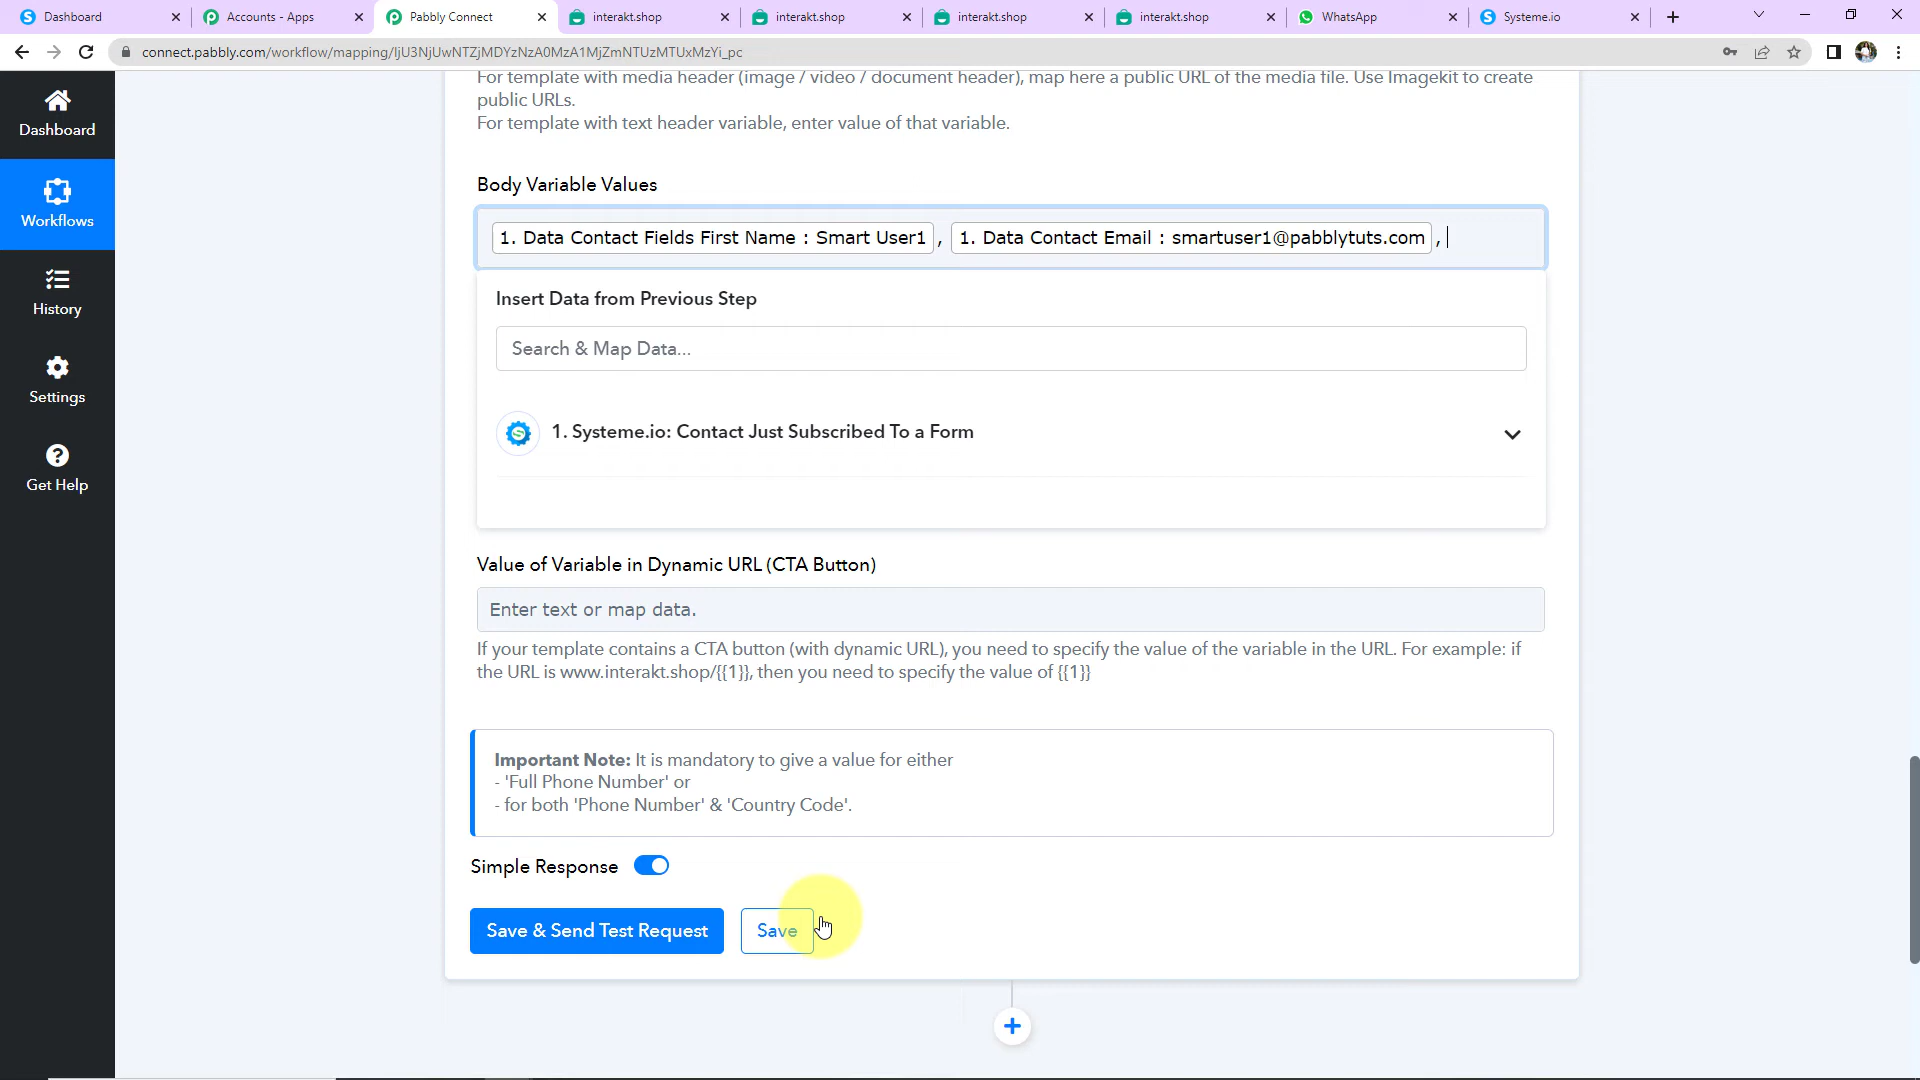 Dashboard
Accounts - Apps
Pabbly Connect
interakt.shop
interakt.shop
interakt.shop
interakt.shop
WhatsApp
Systeme.io
connect.pabbly.com/workflow/mapping/IjU3NjUwNTZjMDYzNzA0MzA1MjZmNTUzMTUxMzYi_pc
For template with media header (image / video / document header), map here a public URL of the media file. Use Imagekit to create
public URLs.
For template with text header variable, enter value of that variable.
Dashboard
Workflows
History
Settings
Get Help
Body Variable Values
1. Data Contact Fields First Name : Smart User1 , 1. Data Contact Email : smartuser1@pabblytuts.com ,
Insert Data from Previous Step
Search & Map Data...
1. Systeme.io: Contact Just Subscribed To a Form
Value of Variable in Dynamic URL (CTA Button)
Enter text or map data.
If your template contains a CTA button (with dynamic URL), you need to specify the value of the variable in the URL. For example: if
the URL is www.interakt.shop/{{1}}, then you need to specify the value of {{1}}
Important Note: It is mandatory to give a value for either
- 'Full Phone Number' or
- for both 'Phone Number' & 'Country Code'.
Simple Response
Save & Send Test Request
Save